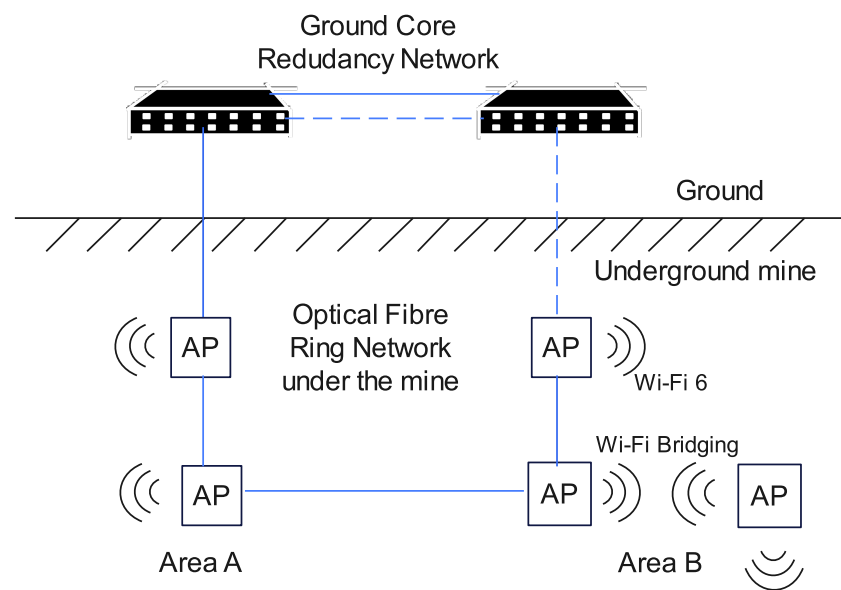 Ground Core
Redudancy Network
Ground
Underground mine
Optical Fibre
Ring Network
under the mine
AP
AP
Wi-Fi 6
Wi-Fi Bridging
AP
AP
AP
Area A
Area B